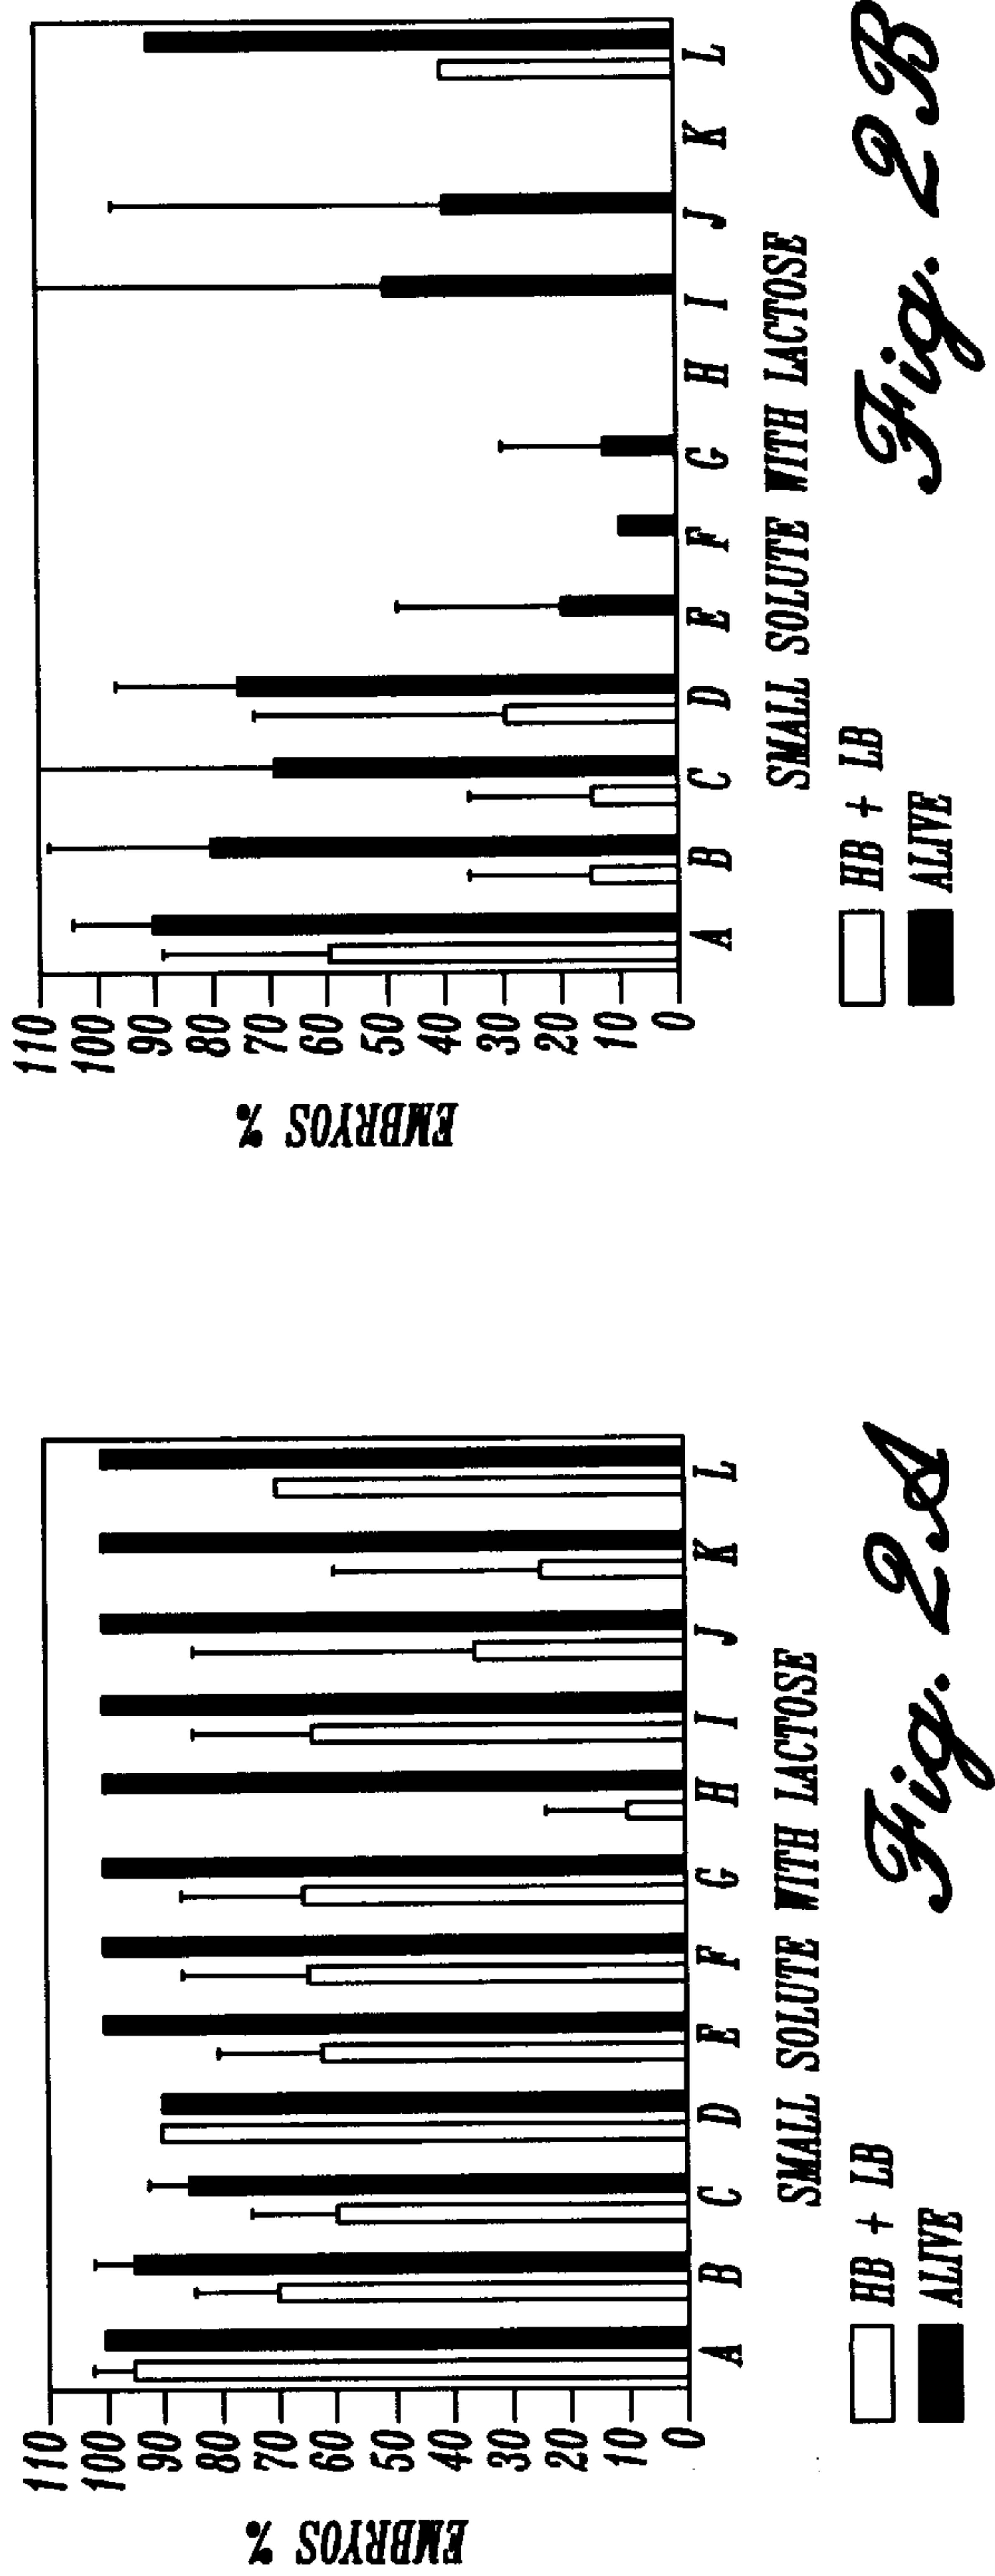 EMBRYOS %
110
100
90
80
70
60
50
40
30
20
10
0
A B C D E F G H I J K L
SMALL SOLUTE WITH LACTOSE
HB + LB
ALIVE
Fig. 2A
EMBRYOS %
110
100
90
80
70
60
50
40
30
20
10
0
A B C D E F G H I J K L
SMALL SOLUTE WITH LACTOSE
HB + LB
ALIVE
Fig. 2B